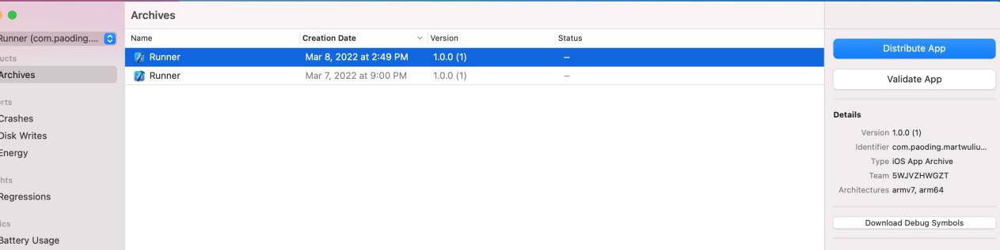 Archives
Runner (com.paoding....
Name Creation Date Version Status
Runner Mar 8, 2022 at 2:49 PM 1.0.0 (1) –
Runner Mar 7, 2022 at 9:00 PM 1.0.0 (1) –
ucts
Archives
orts
Crashes
Disk Writes
Energy
hts
Regressions
ics
Battery Usage
Distribute App
Validate App
Details
Version 1.0.0 (1)
Identifier com.paoding.martwuliu...
Type iOS App Archive
Team 5WJVZHWGZT
Architectures armv7, arm64
Download Debug Symbols